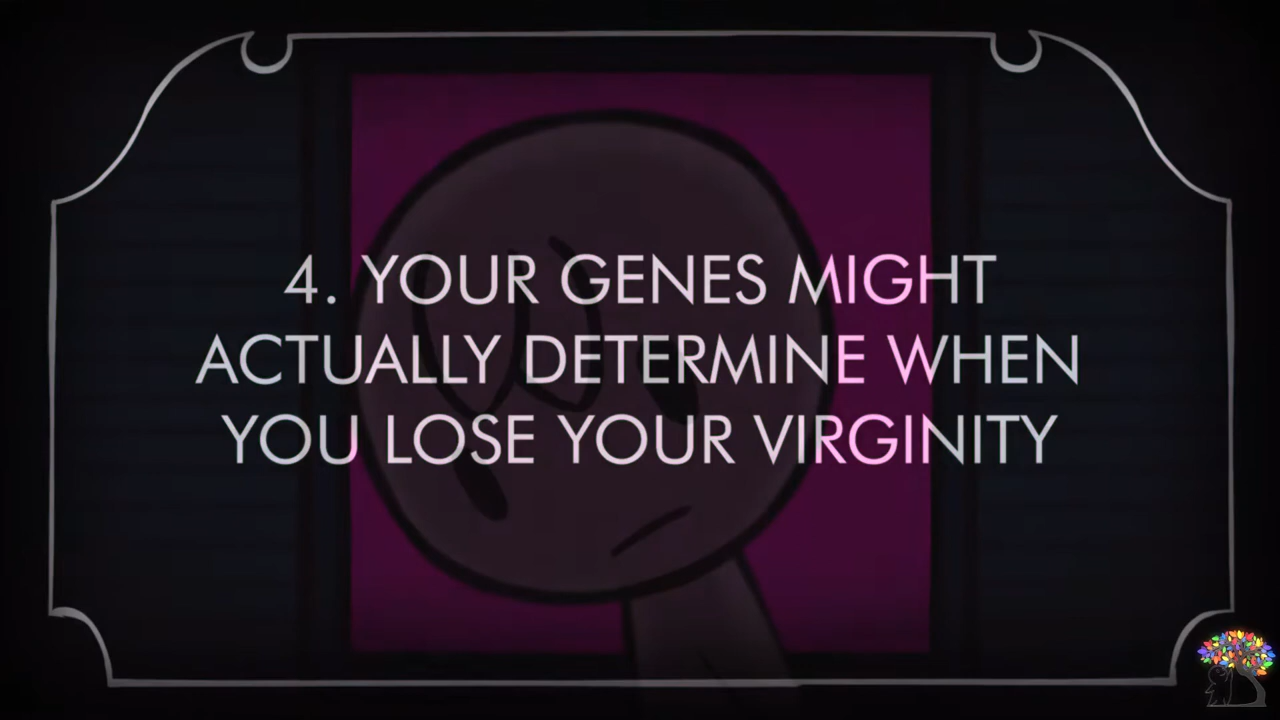 4. YOUR GENES MIGHT
ACTUALLY DETERMINE WHEN
YOU LOSE YOUR VIRGINITY